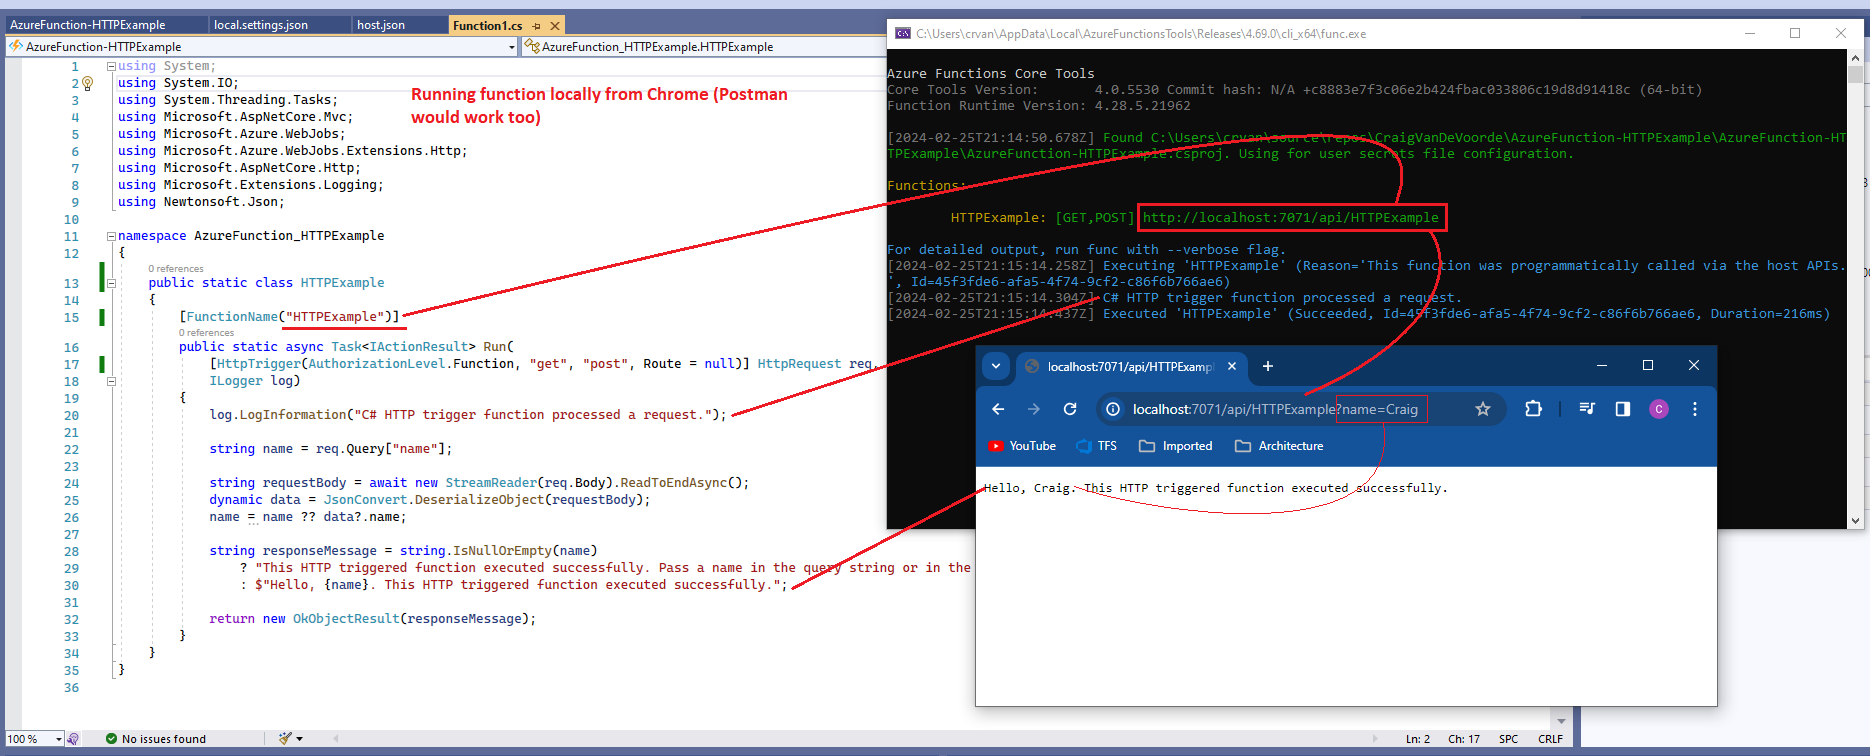 AzureFunction-HTTPExample
local.settings.json
host.json
Function1.cs
AzureFunction-HTTPExample
AzureFunction_HTTPExample.HTTPExample
1 using System;
2 using System.IO;
3 using System.Threading.Tasks;
4 using Microsoft.AspNetCore.Mvc;
5 using Microsoft.Azure.WebJobs;
6 using Microsoft.Azure.WebJobs.Extensions.Http;
7 using Microsoft.AspNetCore.Http;
8 using Microsoft.Extensions.Logging;
9 using Newtonsoft.Json;
10
11 namespace AzureFunction_HTTPExample
12 {
0 references
13 public static class HTTPExample
14 {
15 [FunctionName("HTTPExample")]
0 references
16 public static async Task<IActionResult> Run(
17 [HttpTrigger(AuthorizationLevel.Function, "get", "post", Route = null)] HttpRequest req,
18 ILogger log)
19 {
20 log.LogInformation("C# HTTP trigger function processed a request.");
21
22 string name = req.Query["name"];
23
24 string requestBody = await new StreamReader(req.Body).ReadToEndAsync();
25 dynamic data = JsonConvert.DeserializeObject(requestBody);
26 name = name ?? data?.name;
27
28 string responseMessage = string.IsNullOrEmpty(name)
29 ? "This HTTP triggered function executed successfully. Pass a name in the query string or in the
30 : $"Hello, {name}. This HTTP triggered function executed successfully.";
31
32 return new OkObjectResult(responseMessage);
33 }
34 }
35 }
36
Running function locally from Chrome (Postman
would work too)
100 %
No issues found
Ln: 2 Ch: 17 SPC CRLF
C:\Users\crvan\AppData\Local\AzureFunctionsTools\Releases\4.69.0\cli_x64\func.exe
Azure Functions Core Tools
Core Tools Version: 4.0.5530 Commit hash: N/A +c8883e7f3c06e2b424fbac033806c19d8d91418c (64-bit)
Function Runtime Version: 4.28.5.21962
[2024-02-25T21:14:50.678Z] Found C:\Users\crvan\source\repos\CraigVanDeVoorde\AzureFunction-HTTPExample\AzureFunction-HT
TPExample\AzureFunction-HTTPExample.csproj. Using for user secrets file configuration.
Functions:
HTTPExample: [GET,POST] http://localhost:7071/api/HTTPExample
For detailed output, run func with --verbose flag.
[2024-02-25T21:15:14.258Z] Executing 'HTTPExample' (Reason='This function was programmatically called via the host APIs.
', Id=45f3fde6-afa5-4f74-9cf2-c86f6b766ae6)
[2024-02-25T21:15:14.304Z] C# HTTP trigger function processed a request.
[2024-02-25T21:15:14.437Z] Executed 'HTTPExample' (Succeeded, Id=45f3fde6-afa5-4f74-9cf2-c86f6b766ae6, Duration=216ms)
localhost:7071/api/HTTPExamp
localhost:7071/api/HTTPExample?name=Craig
C
YouTube TFS Imported Architecture
Hello, Craig. This HTTP triggered function executed successfully.